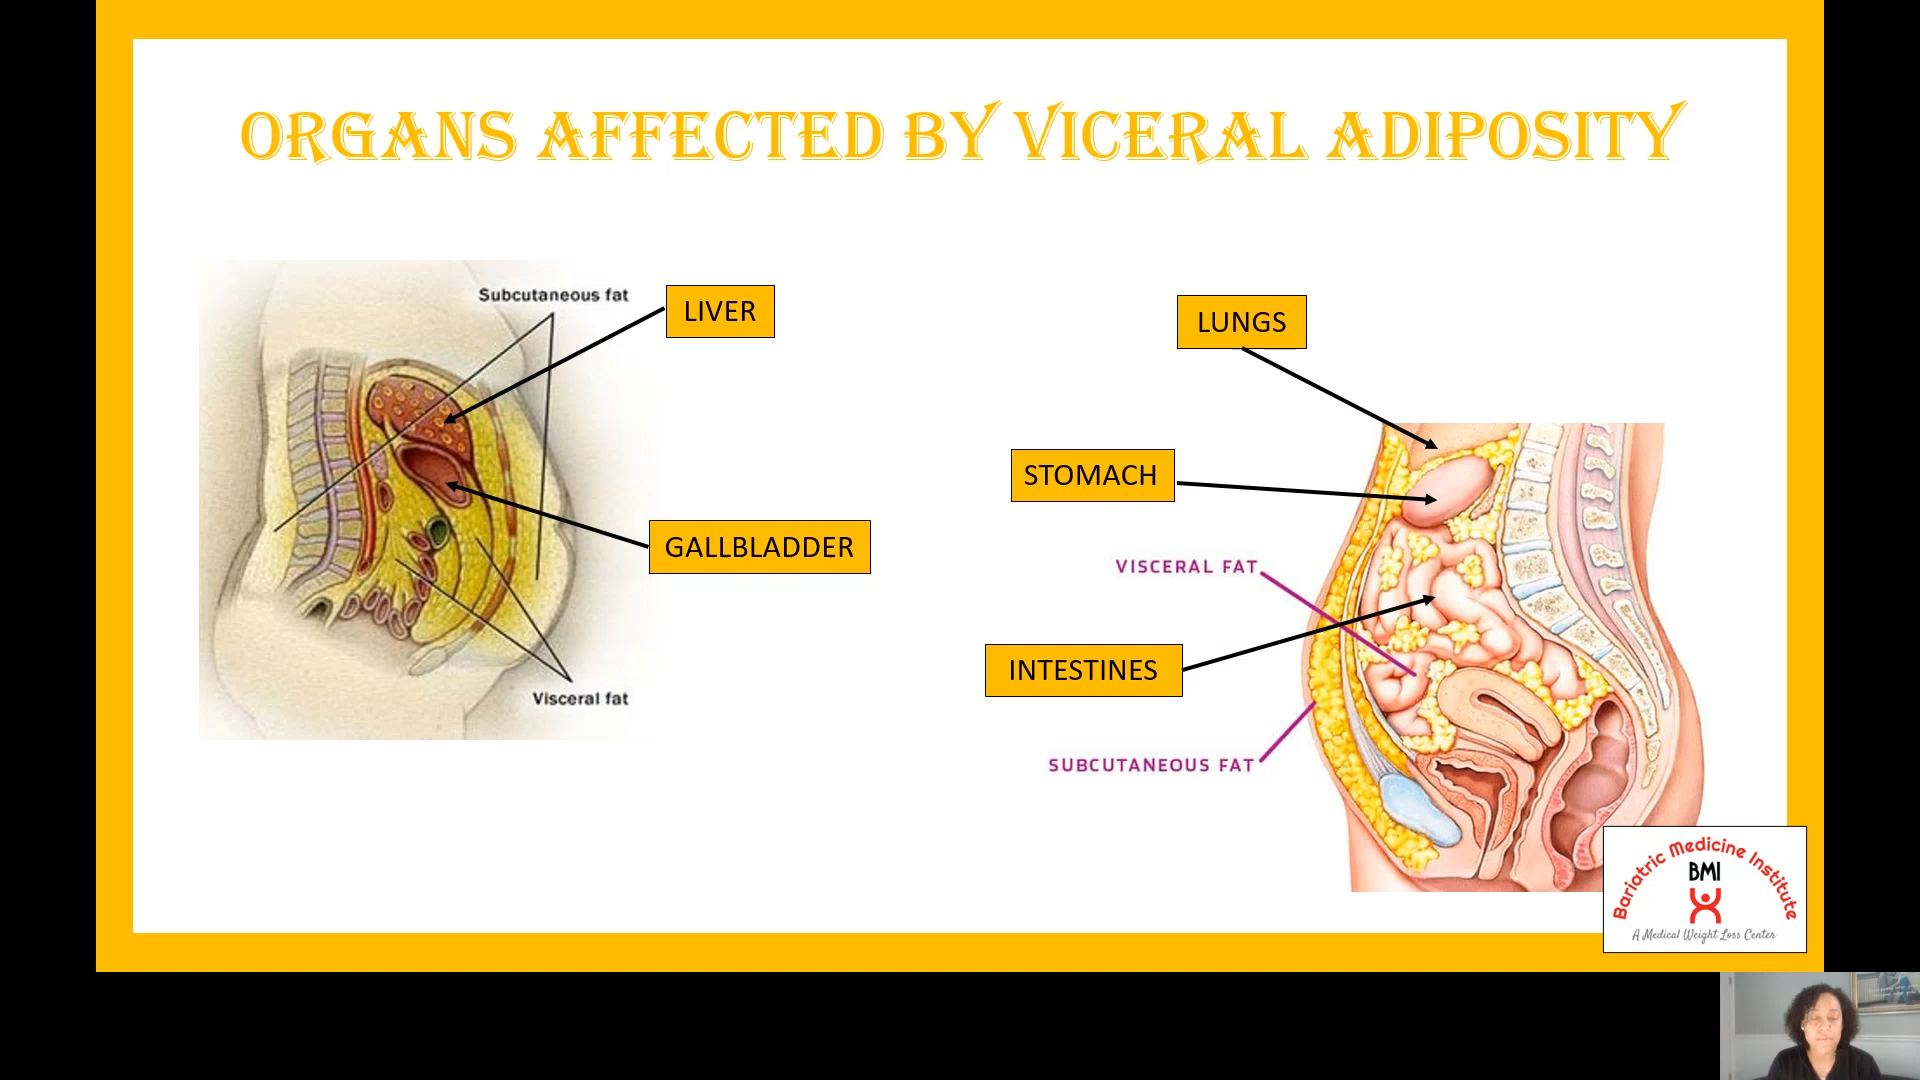 ORGANS AFFECTED BY VICERAL ADIPOSITY
Subcutaneous fat
LIVER
GALLBLADDER
Visceral fat
LUNGS
STOMACH
VISCERAL FAT
INTESTINES
SUBCUTANEOUS FAT
Bariatric Medicine Institute
BMI
A Medical Weight Loss Center